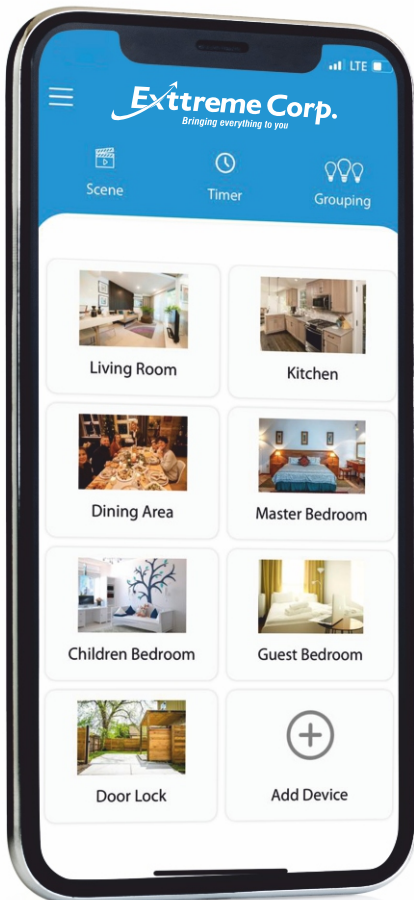 LTE
Exttreme Corp.
Bringing everything to you
Scene
Timer
Grouping
Living Room
Kitchen
Dining Area
Master Bedroom
Children Bedroom
Guest Bedroom
Door Lock
Add Device